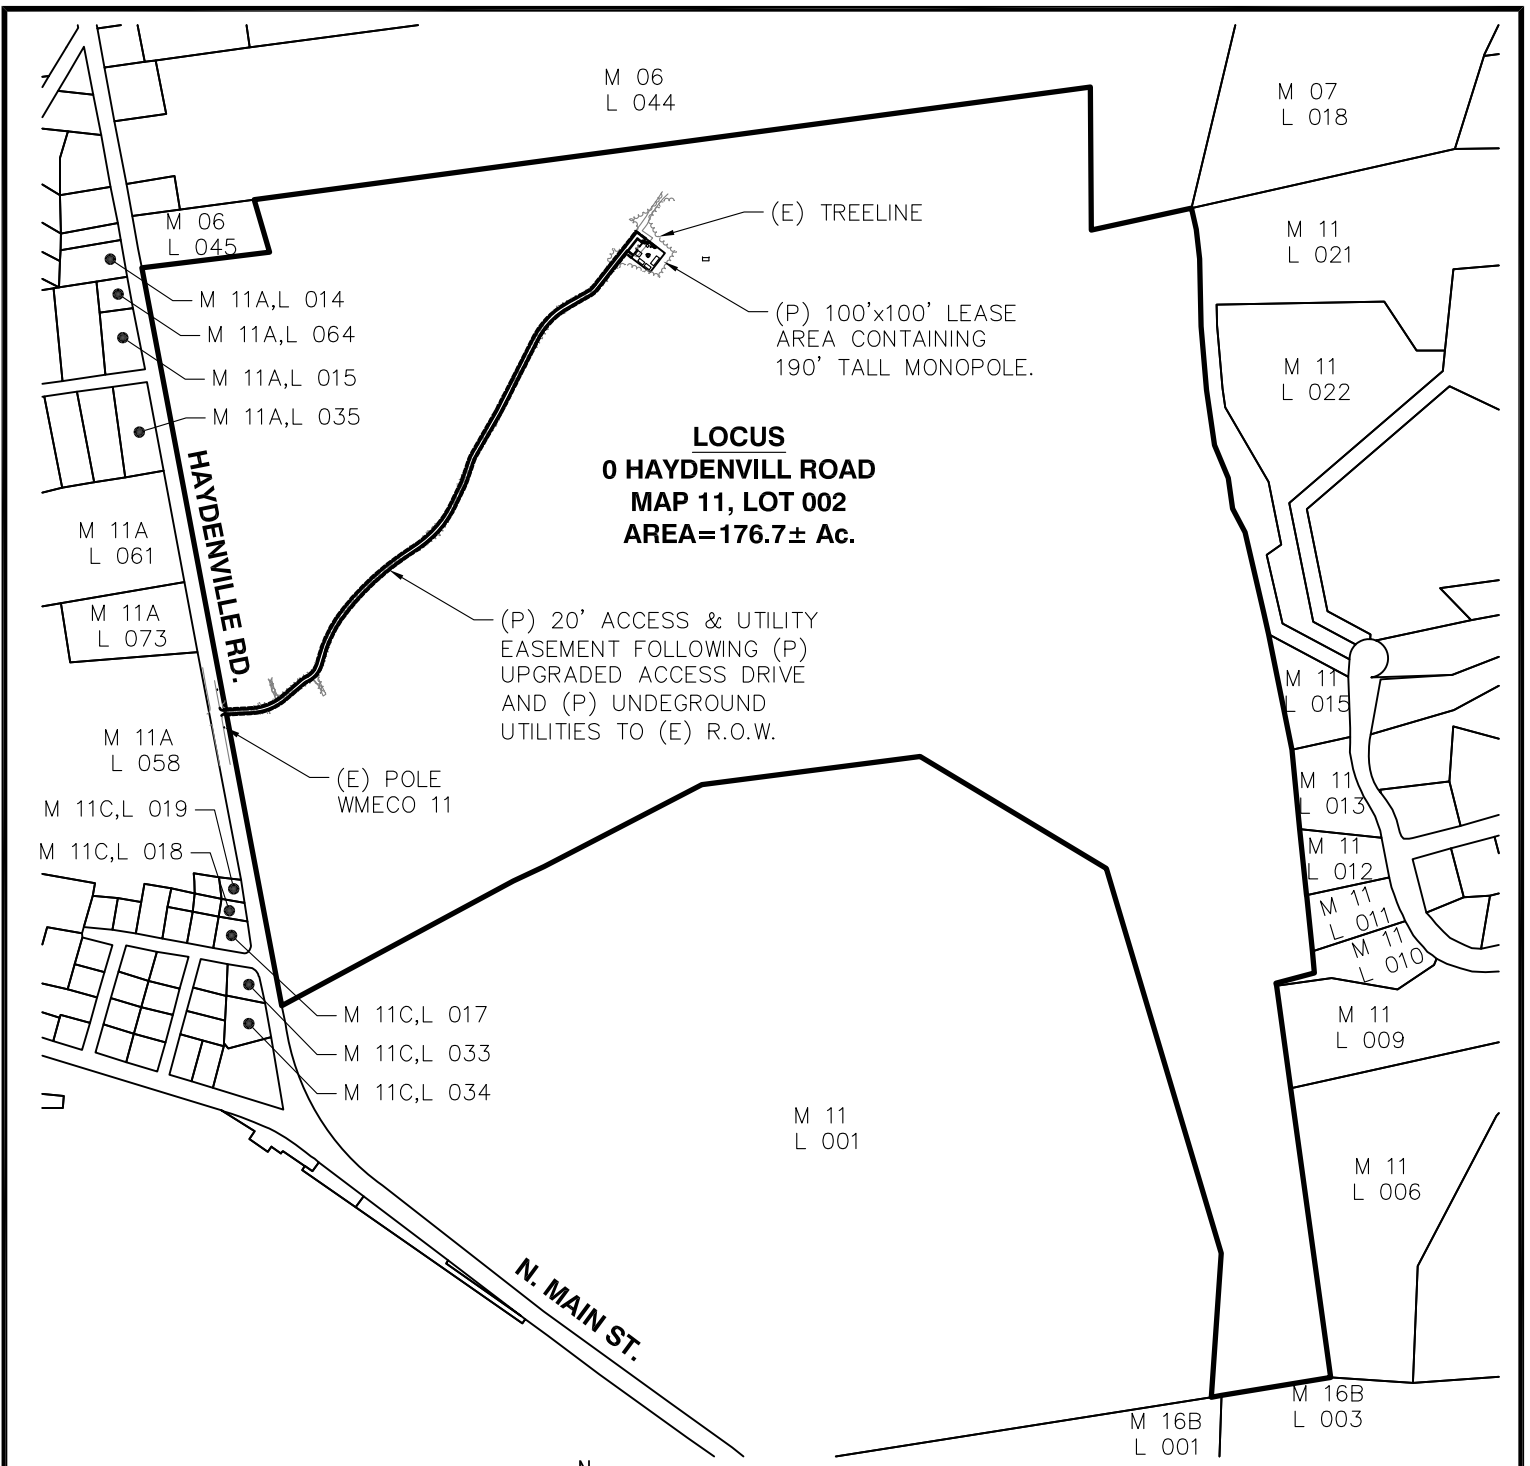 M 06
L 044
M 07
L 018
M 06
L 045
(E) TREELINE
M 11
L 021
M 11A,L 014
M 11A,L 064
M 11A,L 015
M 11A,L 035
(P) 100'x100' LEASE
AREA CONTAINING
190' TALL MONOPOLE.
M 11
L 022
LOCUS
0 HAYDENVILL ROAD
MAP 11, LOT 002
AREA=176.7± Ac.
HAYDENVILLE RD.
M 11A
L 061
M 11A
L 073
(P) 20' ACCESS & UTILITY
EASEMENT FOLLOWING (P)
UPGRADED ACCESS DRIVE
AND (P) UNDEGROUND
UTILITIES TO (E) R.O.W.
M 11
L 015
M 11A
L 058
(E) POLE
WMECO 11
M 11
L 013
M 11C,L 019
M 11C,L 018
M 11
L 012
M 11
L 011
M 11
L 010
M 11C,L 017
M 11C,L 033
M 11C,L 034
M 11
L 009
M 11
L 001
M 11
L 006
N. MAIN ST.
M 16B
L 003
M 16B
L 001
N